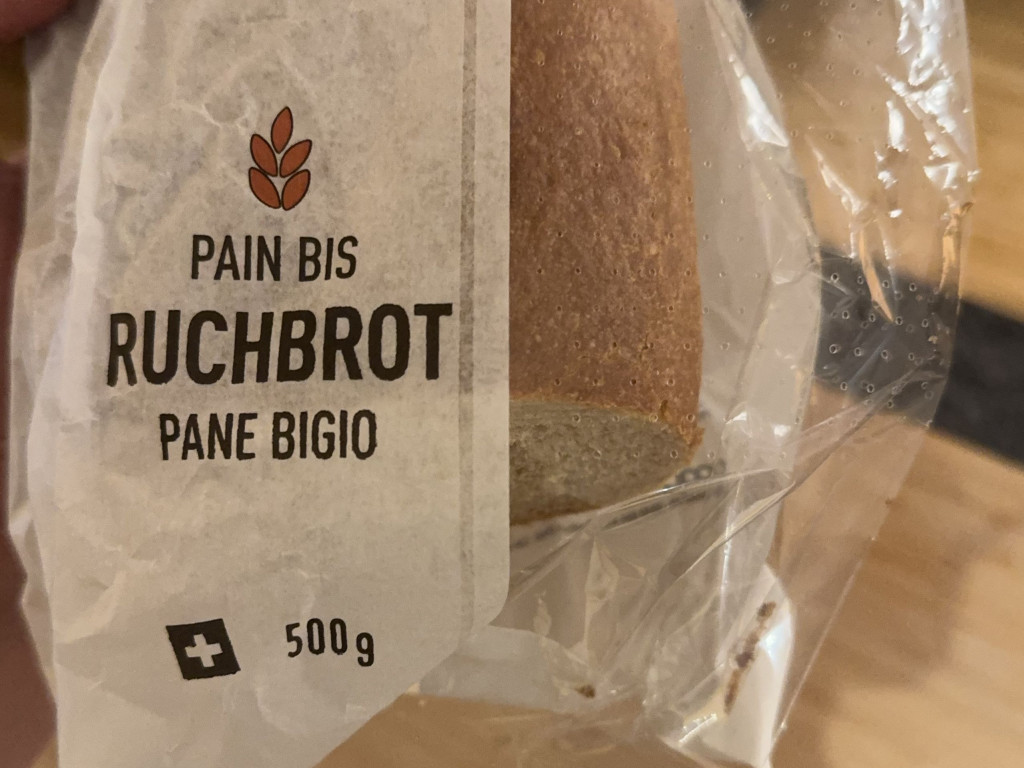 PAIN BIS
RUCHBROT
PANE BIGIO
500g